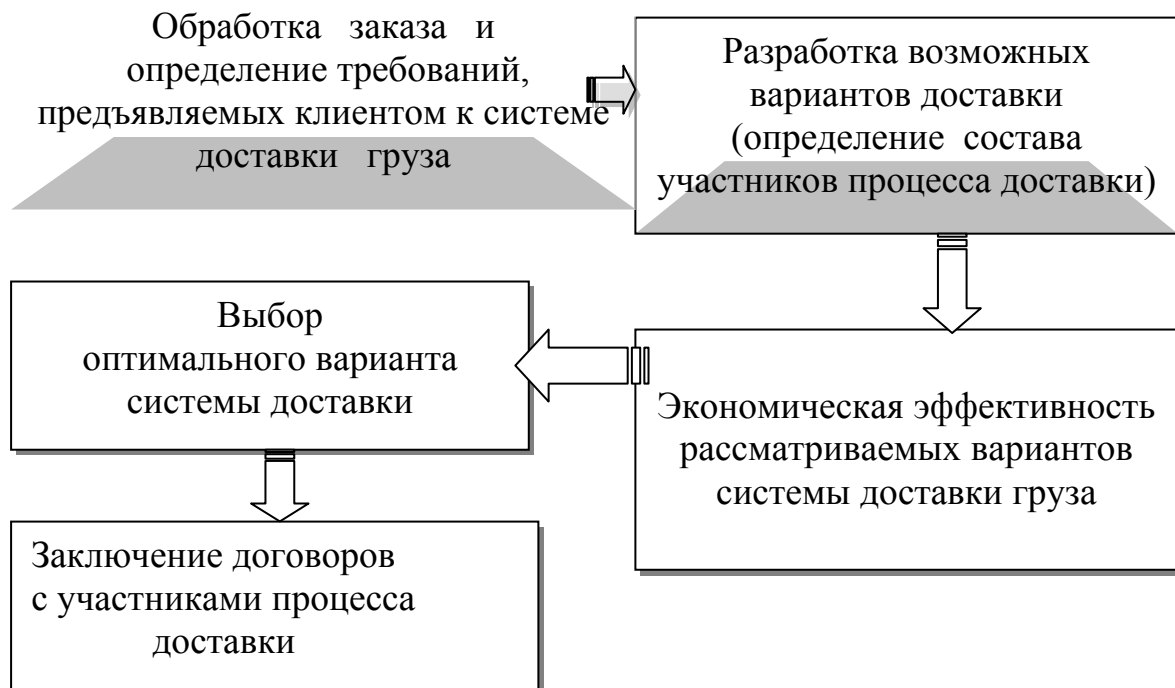 Обработка заказа и
определение требований,
предъявляемых клиентом к системе
доставки груза
Разработка возможных
вариантов доставки
(определение состава
участников процесса доставки)
Экономическая эффективность
рассматриваемых вариантов
системы доставки груза
Выбор
оптимального варианта
системы доставки
Заключение договоров
с участниками процесса
доставки